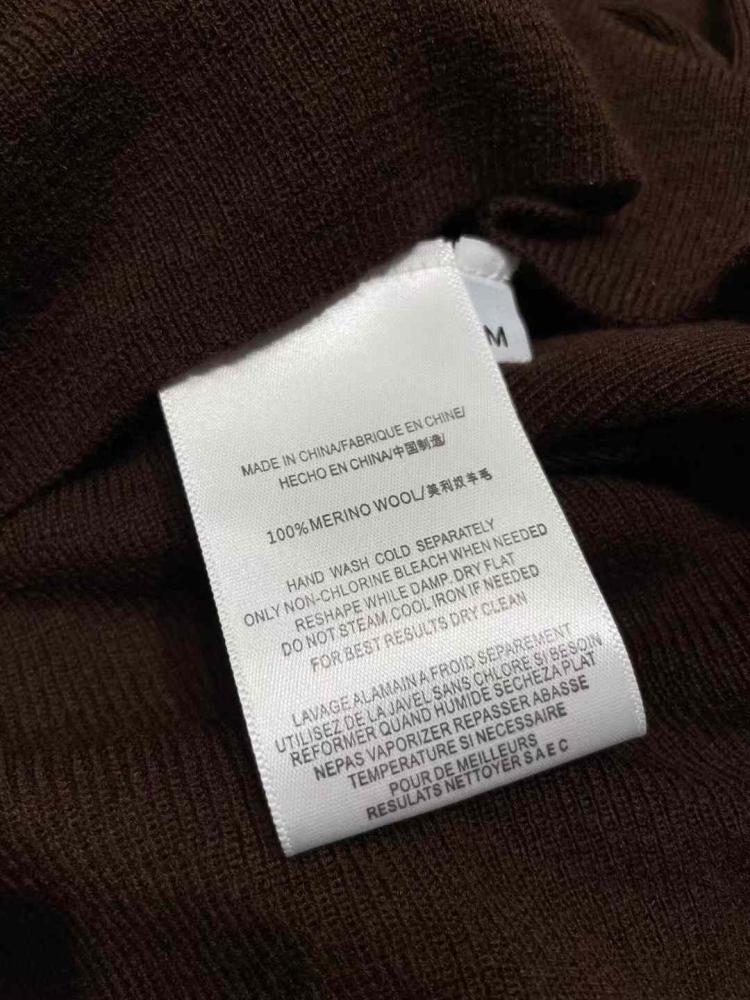 M
MADE IN CHINA/FABRIQUE EN CHINE/
HECHO EN CHINA/中国制造/
100%MERINO WOOL/美利奴羊毛
HAND WASH COLD SEPARATELY
ONLY NON-CHLORINE BLEACH WHEN NEEDED
RESHAPE WHILE DAMP. DRY FLAT
DO NOT STEAM. COOL IRON IF NEEDED
FOR BEST RESULTS DRY CLEAN
LAVAGE ALAMAIN A FROID SEPAREMENT
UTILISEZ DE LA JAVEL SANS CHLORE SI BESOIN
REFORMER QUAND HUMIDE SECHEZA PLAT
NEPAS VAPORIZER REPASSER ABASSE
TEMPERATURE SI NECESSAIRE
POUR DE MEILLEURS
RESULATS NETTOYER S A E C